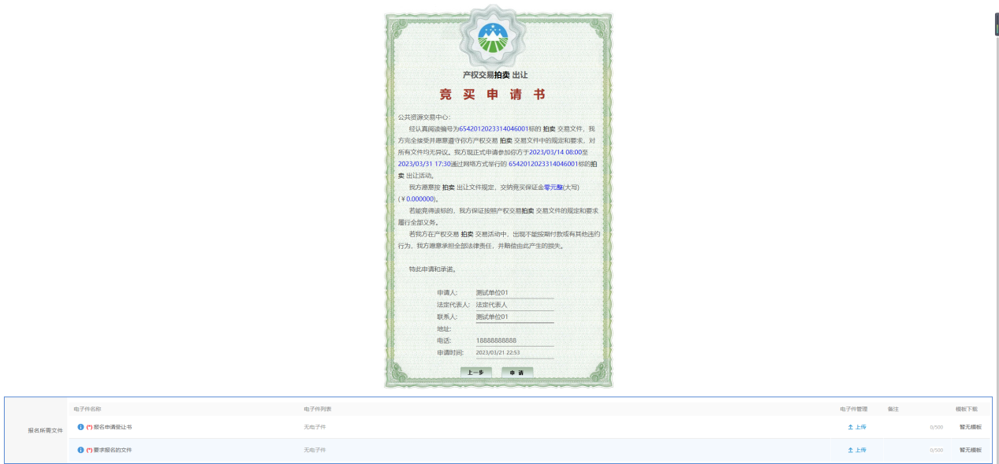 产权交易拍卖 出让
竞买申请书
公共资源交易中心:
经认真阅读编号为6542012023314046001标的 拍卖 交易文件，我
方完全接受并愿意遵守你方产权交易 拍卖 交易文件中的规定和要求，对
所有文件均无异议。我方现正式申请参加你方于2023/03/14 08:00至
2023/03/31 17:30通过网络方式举行的 6542012023314046001标的拍
卖 出让活动。
我方愿意按 拍卖 出让文件规定，交纳竞买保证金零元整(大写)
(￥0.000000)。
若能竞得该标的，我方保证按照产权交易拍卖 交易文件的规定和要求
履行全部义务。
若我方在产权交易 拍卖 交易活动中，出现不能按期付款或有其他违约
行为，我方愿意承担全部法律责任，并赔偿由此产生的损失。
特此申请和承诺。
申请人: 测试单位01
法定代表人: 法定代表人
联系人: 测试单位01
地址:
电话: 18888888888
申请时间: 2023/03/21 22:53
上一步 申 请
电子件名称 电子件列表 电子件管理 备注 模板下载
报名所需文件
(*) 报名申请受让书 无电子件 上传 0/500 暂无模板
(*) 要求报名的文件 无电子件 上传 0/500 暂无模板